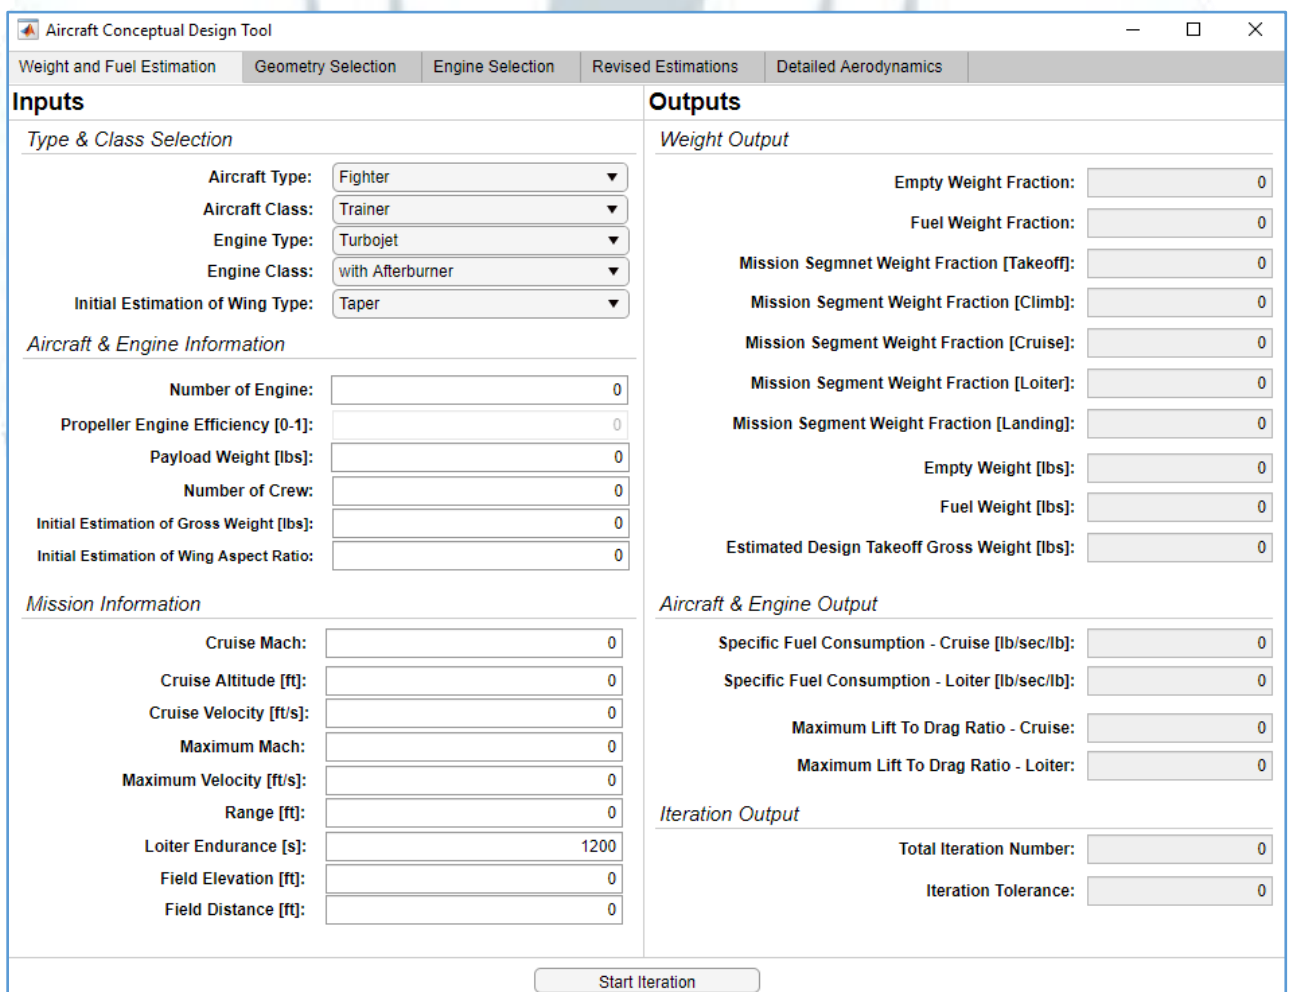 Aircraft Conceptual Design Tool
Weight and Fuel Estimation Geometry Selection Engine Selection Revised Estimations Detailed Aerodynamics
Inputs
Type & Class Selection
Aircraft Type: Fighter
Aircraft Class: Trainer
Engine Type: Turbojet
Engine Class: with Afterburner
Initial Estimation of Wing Type: Taper
Aircraft & Engine Information
Number of Engine: 0
Propeller Engine Efficiency [0-1]: 0
Payload Weight [lbs]: 0
Number of Crew: 0
Initial Estimation of Gross Weight [lbs]: 0
Initial Estimation of Wing Aspect Ratio: 0
Mission Information
Cruise Mach: 0
Cruise Altitude [ft]: 0
Cruise Velocity [ft/s]: 0
Maximum Mach: 0
Maximum Velocity [ft/s]: 0
Range [ft]: 0
Loiter Endurance [s]: 1200
Field Elevation [ft]: 0
Field Distance [ft]: 0
Outputs
Weight Output
Empty Weight Fraction: 0
Fuel Weight Fraction: 0
Mission Segmnet Weight Fraction [Takeoff]: 0
Mission Segment Weight Fraction [Climb]: 0
Mission Segment Weight Fraction [Cruise]: 0
Mission Segment Weight Fraction [Loiter]: 0
Mission Segment Weight Fraction [Landing]: 0
Empty Weight [lbs]: 0
Fuel Weight [lbs]: 0
Estimated Design Takeoff Gross Weight [lbs]: 0
Aircraft & Engine Output
Specific Fuel Consumption - Cruise [lb/sec/lb]: 0
Specific Fuel Consumption - Loiter [lb/sec/lb]: 0
Maximum Lift To Drag Ratio - Cruise: 0
Maximum Lift To Drag Ratio - Loiter: 0
Iteration Output
Total Iteration Number: 0
Iteration Tolerance: 0
Start Iteration